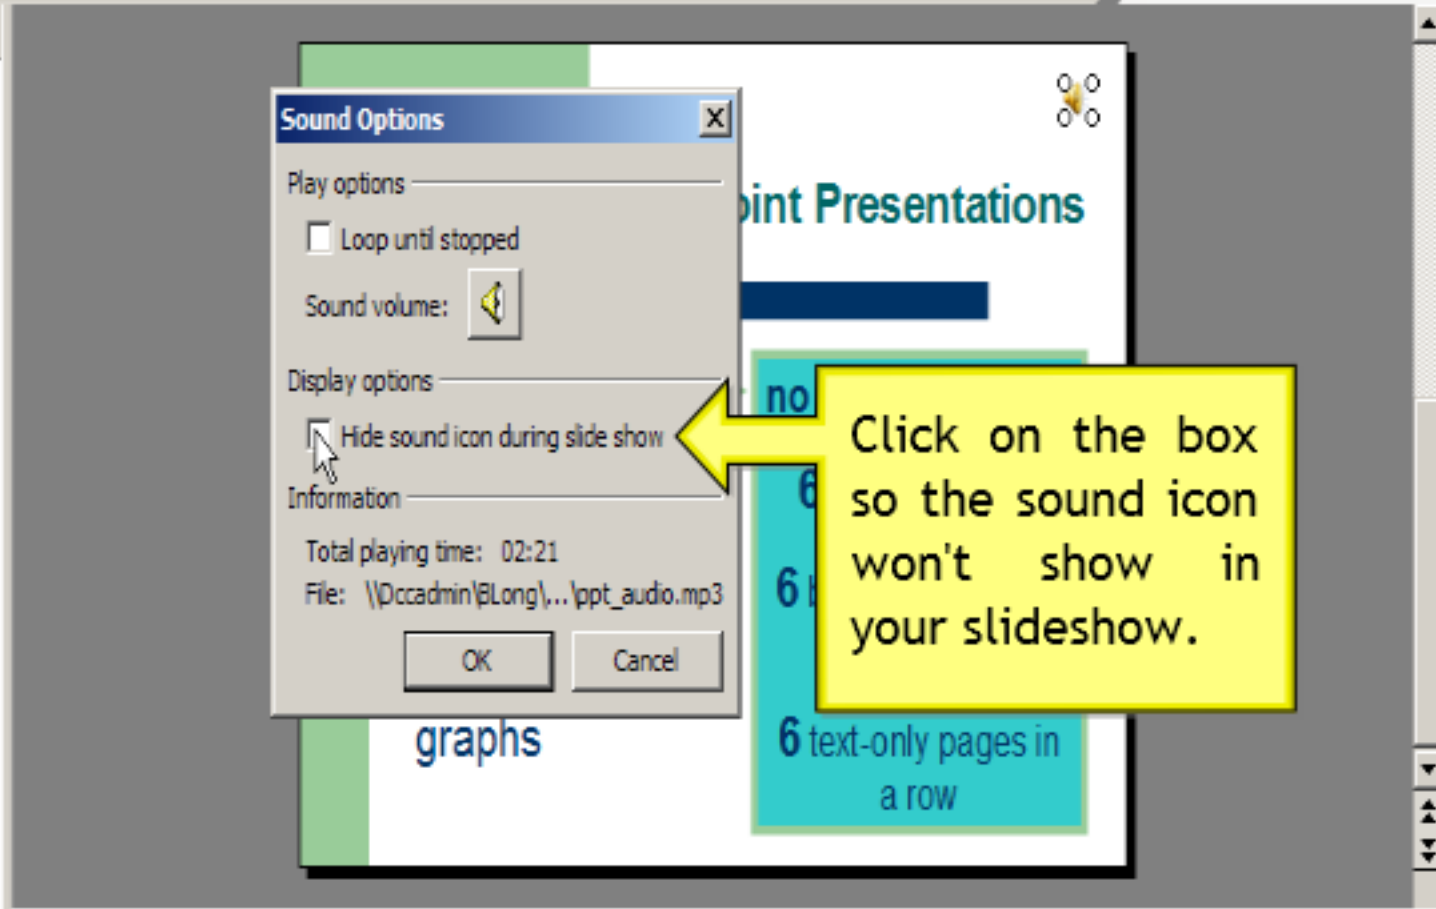 Sound Options
Play options
Loop until stopped
Sound volume:
Display options
Hide sound icon during slide show
Information
Total playing time: 02:21
File: \\Dccadmin\BLong\...\ppt_audio.mp3
OK Cancel
Presentations
no
6
6
graphs
6 text-only pages in
a row
Click on the box
so the sound icon
won't show in
your slideshow.